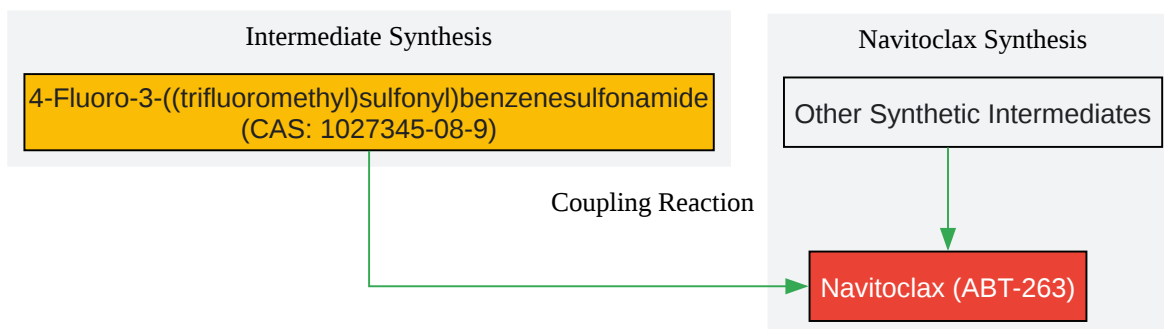 Intermediate Synthesis
4-Fluoro-3-((trifluoromethyl)sulfonyl)benzenesulfonamide
(CAS: 1027345-08-9)
Navitoclax Synthesis
Other Synthetic Intermediates
Coupling Reaction
Navitoclax (ABT-263)